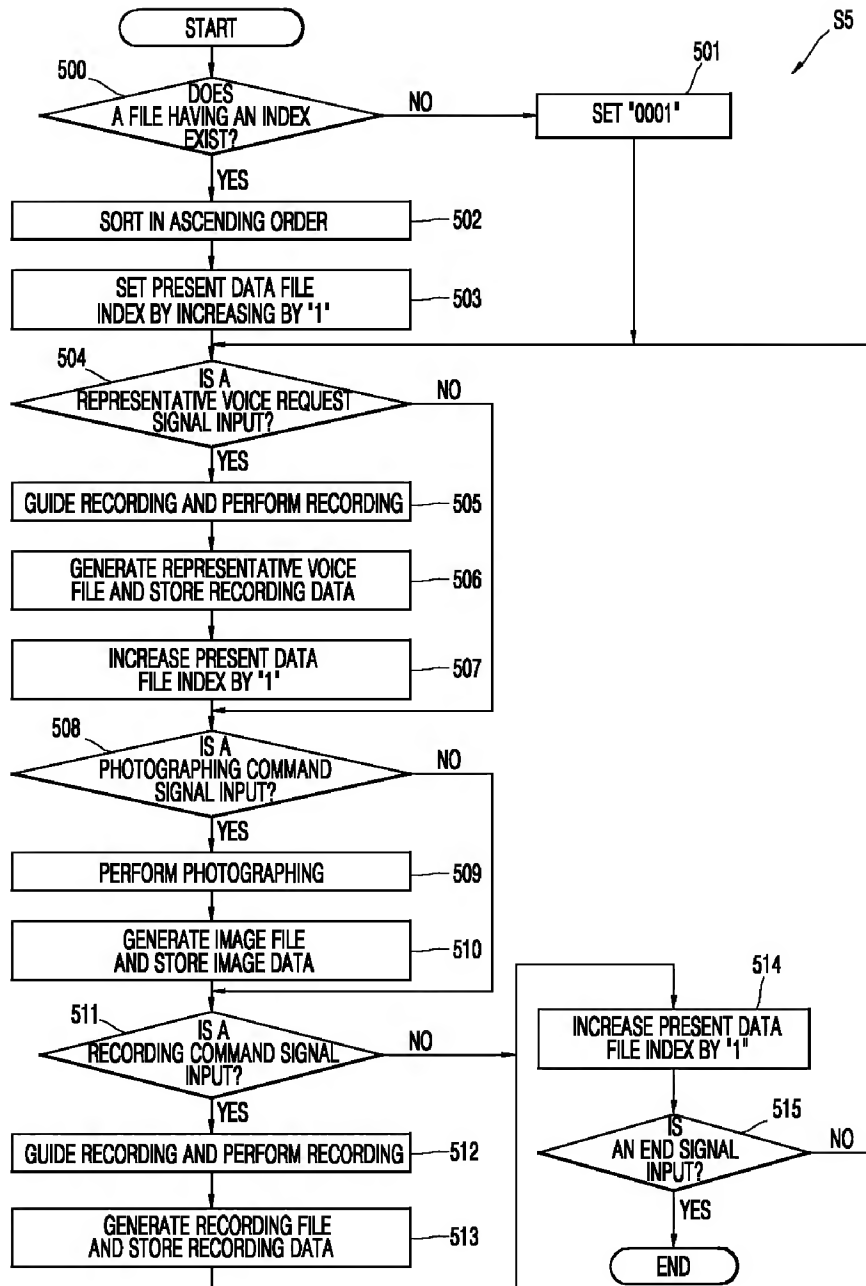 START
S5
500
DOES
A FILE HAVING AN INDEX
EXIST?
NO
501
SET "0001"
YES
SORT IN ASCENDING ORDER
502
SET PRESENT DATA FILE
INDEX BY INCREASING BY "1"
503
504
IS A
REPRESENTATIVE VOICE REQUEST
SIGNAL INPUT?
NO
YES
GUIDE RECORDING AND PERFORM RECORDING
505
GENERATE REPRESENTATIVE VOICE
FILE AND STORE RECORDING DATA
506
INCREASE PRESENT DATA
FILE INDEX BY "1"
507
508
IS A
PHOTOGRAPHING COMMAND
SIGNAL INPUT?
NO
YES
PERFORM PHOTOGRAPHING
509
GENERATE IMAGE FILE
AND STORE IMAGE DATA
510
511
IS A
RECORDING COMMAND SIGNAL
INPUT?
NO
YES
GUIDE RECORDING AND PERFORM RECORDING
512
GENERATE RECORDING FILE
AND STORE RECORDING DATA
513
514
INCREASE PRESENT DATA
FILE INDEX BY "1"
515
IS
AN END SIGNAL
INPUT?
NO
YES
END